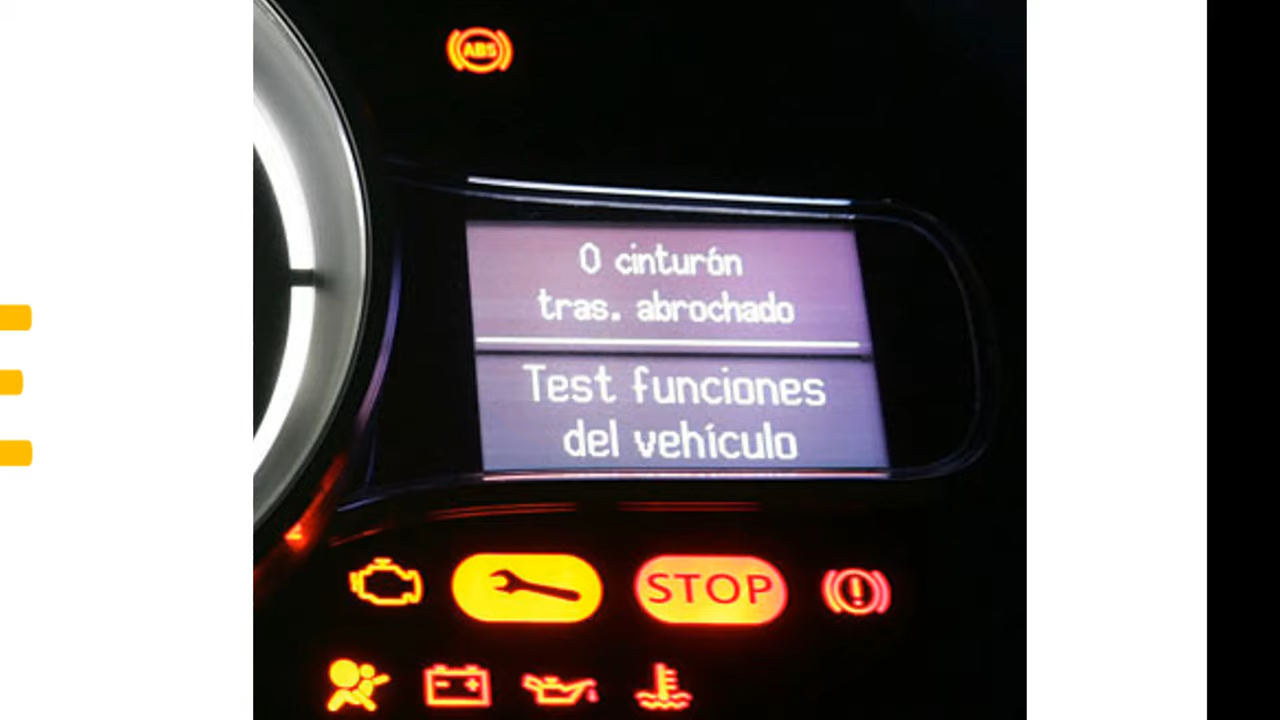 ABS
0 cinturón
tras. abrochado
Test funciones
del vehículo
STOP